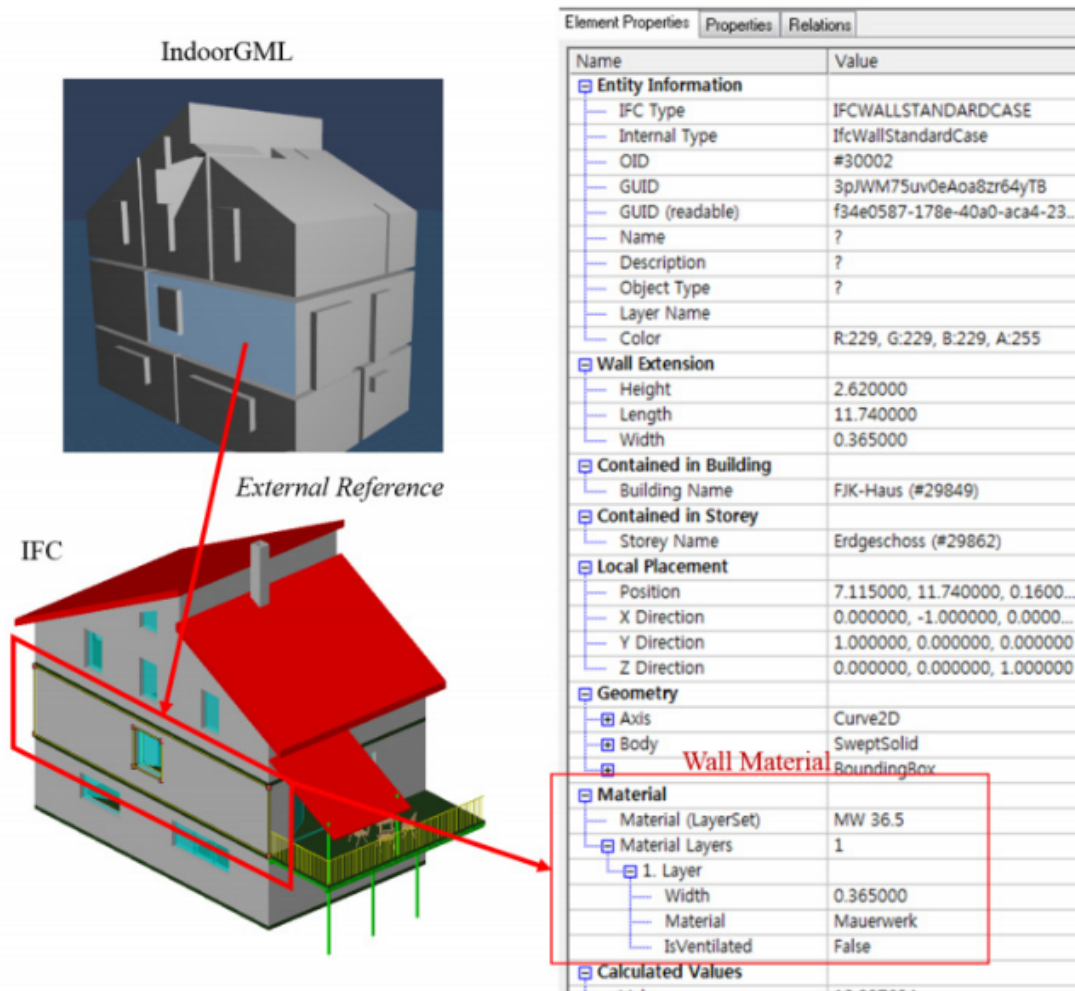 IndoorGML
External Reference
IFC
Element Properties Properties Relations
Name Value
Entity Information
IFC Type IFCWALLSTANDARDCASE
Internal Type IfcWallStandardCase
OID #30002
GUID 3pJWM75uv0eAoa8zr64yTB
GUID (readable) f34e0587-178e-40a0-aca4-23...
Name ?
Description ?
Object Type ?
Layer Name
Color R:229, G:229, B:229, A:255
Wall Extension
Height 2.620000
Length 11.740000
Width 0.365000
Contained in Building
Building Name FJK-Haus (#29849)
Contained in Storey
Storey Name Erdgeschoss (#29862)
Local Placement
Position 7.115000, 11.740000, 0.1600...
X Direction 0.000000, -1.000000, 0.0000...
Y Direction 1.000000, 0.000000, 0.000000
Z Direction 0.000000, 0.000000, 1.000000
Geometry
Axis Curve2D
Body SweptSolid
Wall Material
BoundingBox
Material
Material (LayerSet) MW 36.5
Material Layers 1
1. Layer
Width 0.365000
Material Mauerwerk
IsVentilated False
Calculated Values